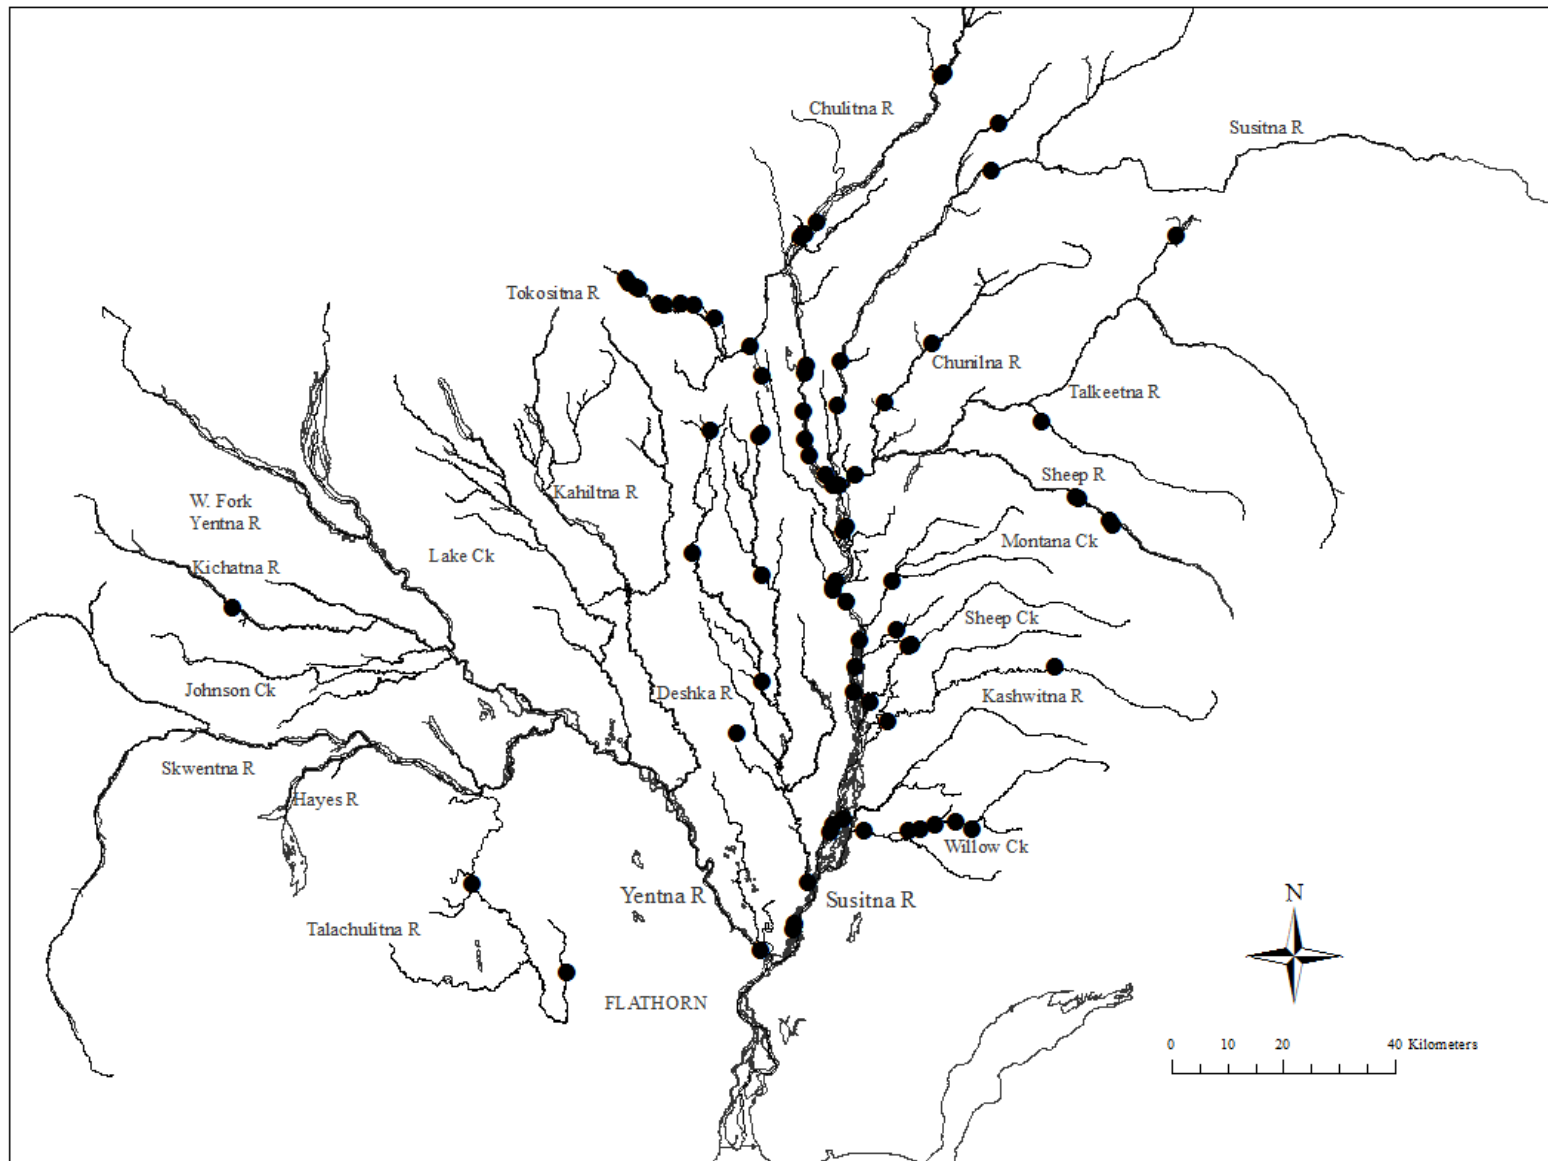 Chulitna R
Susitna R
Tokositna R
Chunilna R
Talkeetna R
Sheep R
Kahiltna R
W. Fork
Yentna R
Montana Ck
Lake Ck
Kichatna R
Sheep Ck
Johnson Ck
Deshka R
Kashwitna R
Skwentna R
Hayes R
Willow Ck
Yentna R
Susitna R
N
Talachulitna R
FLATHORN
0 10 20 40 Kilometers